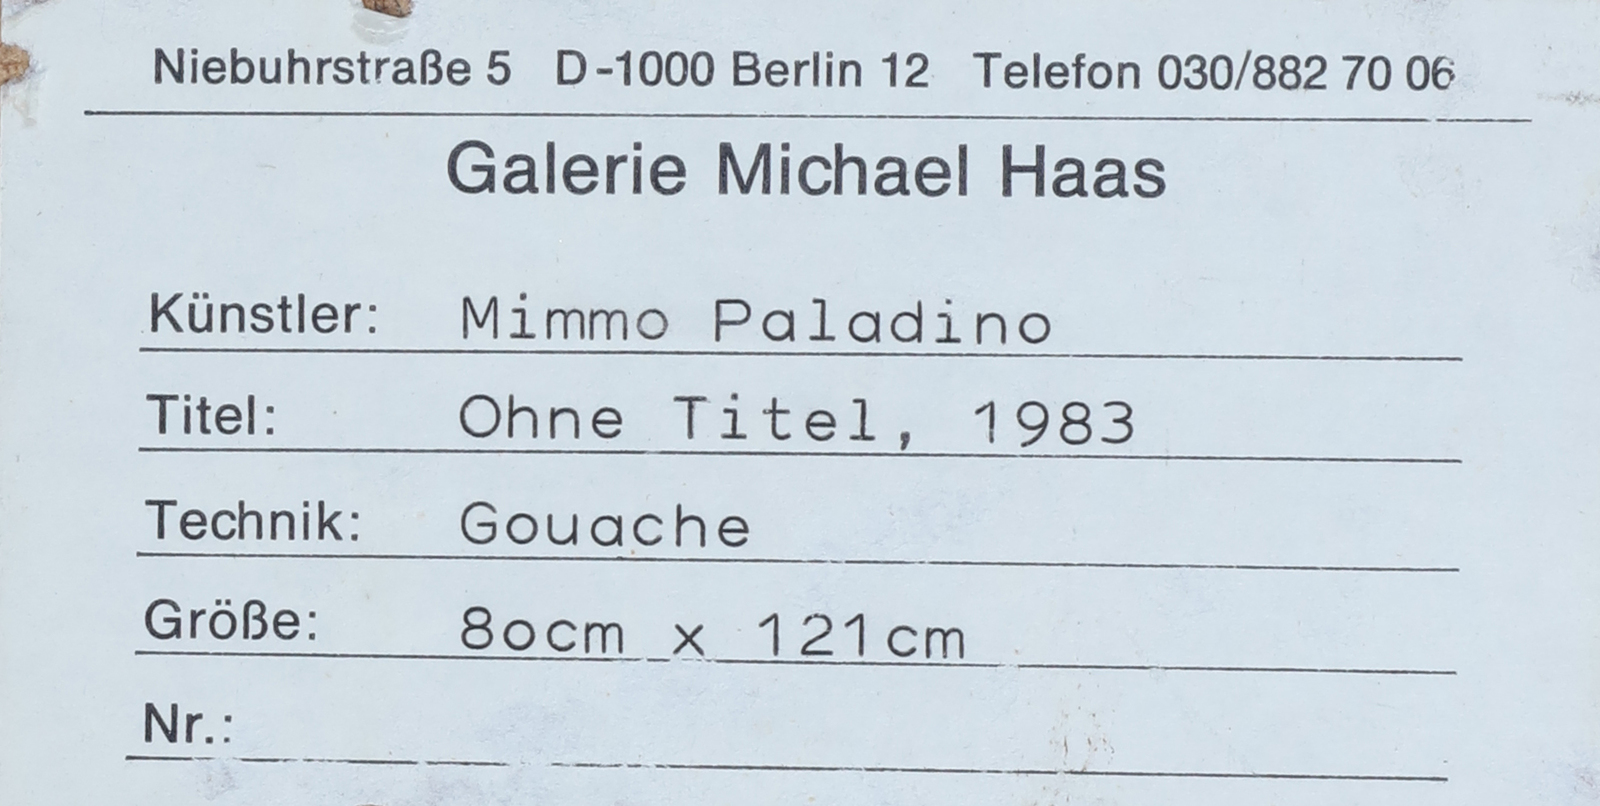 Niebuhrstraße 5 D-1000 Berlin 12 Telefon 030/882 70 06
Galerie Michael Haas
Künstler: Mimmo Paladino
Titel: Ohne Titel, 1983
Technik: Gouache
Größe: 8ocm x 121cm
Nr.: